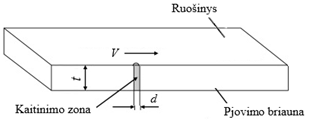 Ruošinys
V
t
Kaitinimo zona
d
Pjovimo briauna